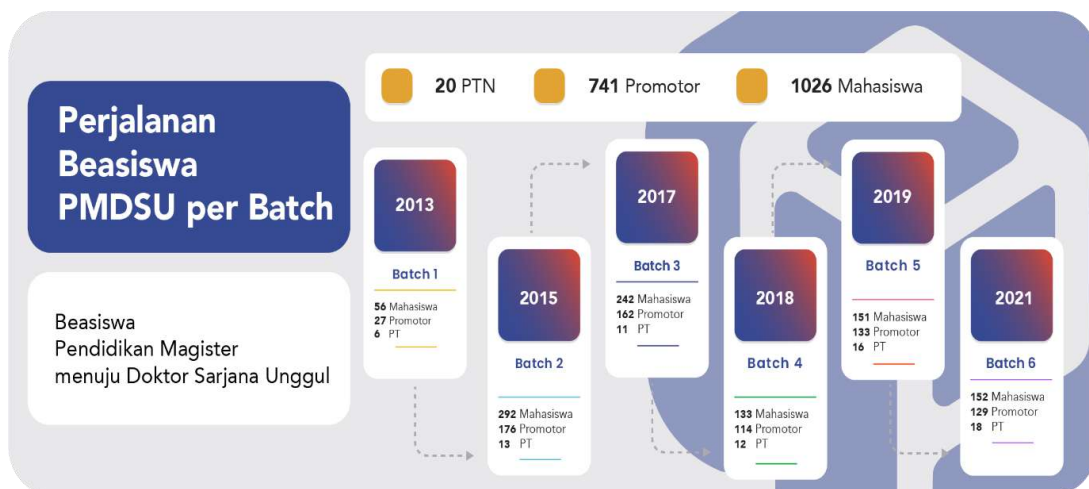 Perjalanan
Beasiswa
PMDSU per Batch
Beasiswa
Pendidikan Magister
menuju Doktor Sarjana Unggul
20 PTN
741 Promotor
1026 Mahasiswa
2013
Batch 1
56 Mahasiswa
27 Promotor
6 PT
2015
Batch 2
292 Mahasiswa
176 Promotor
13 PT
2017
Batch 3
242 Mahasiswa
162 Promotor
11 PT
2018
Batch 4
133 Mahasiswa
114 Promotor
12 PT
2019
Batch 5
151 Mahasiswa
133 Promotor
16 PT
2021
Batch 6
152 Mahasiswa
129 Promotor
18 PT